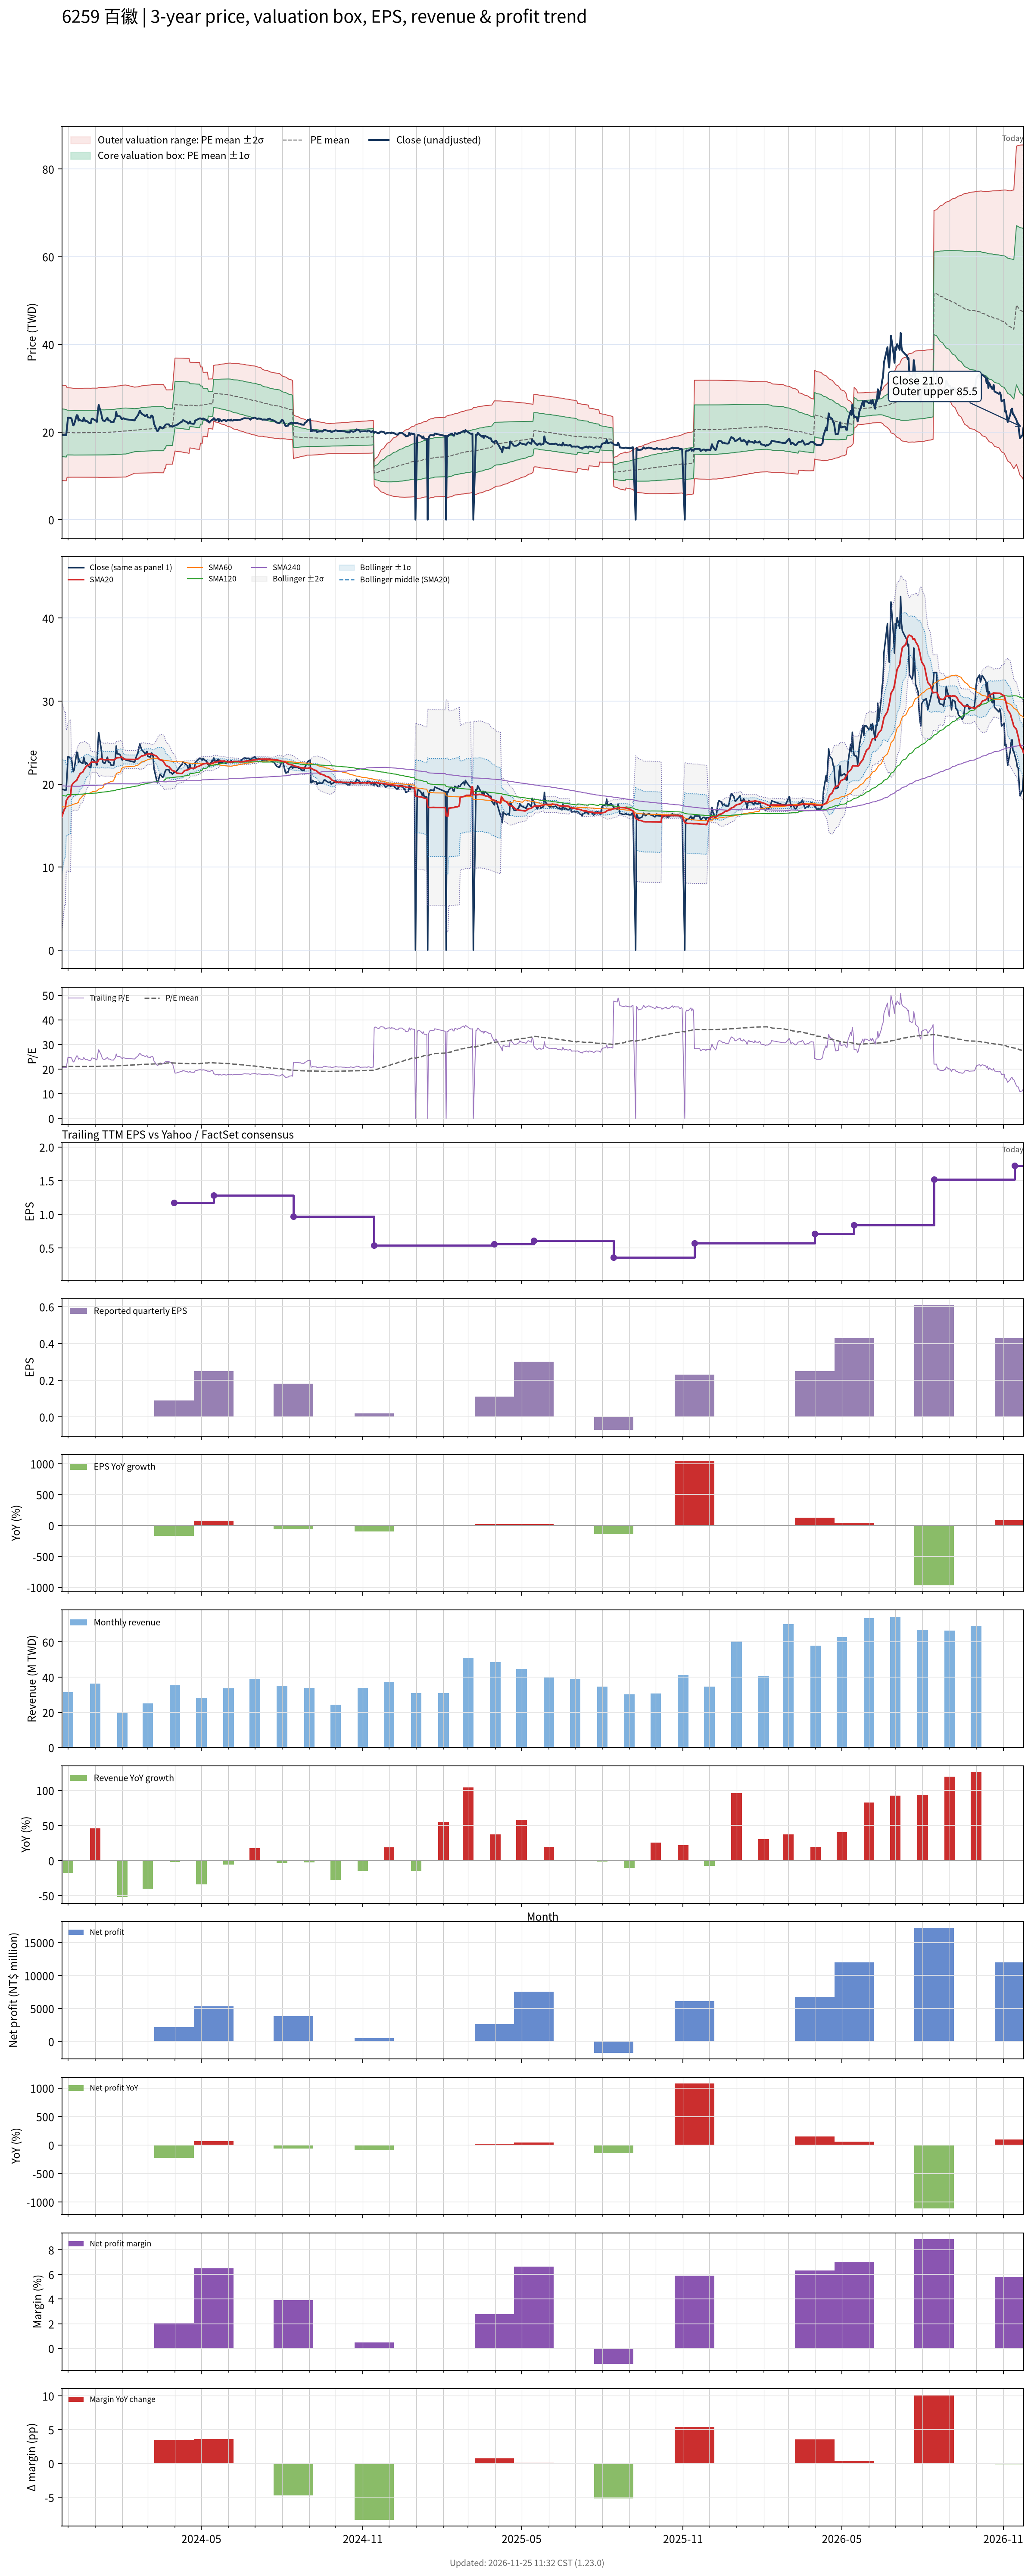 6259 百徽 | 3-year price, valuation box, EPS, revenue & profit trend
Outer valuation range: PE mean ±2σ
PE mean
Close (unadjusted)
Core valuation box: PE mean ±1σ
Today
80
60
40
20
0
Price (TWD)
Close 21.0
Outer upper 85.5
Close (same as panel 1)
SMA60
SMA240
Bollinger ±1σ
SMA20
SMA120
Bollinger ±2σ
Bollinger middle (SMA20)
40
30
20
10
0
Price
Trailing P/E
P/E mean
50
40
30
20
10
0
P/E
Trailing TTM EPS vs Yahoo / FactSet consensus
Today
2.0
1.5
1.0
0.5
EPS
Reported quarterly EPS
0.6
0.4
0.2
0.0
EPS
EPS YoY growth
1000
500
0
-500
-1000
YoY (%)
Monthly revenue
60
40
20
0
Revenue (M TWD)
Revenue YoY growth
100
50
0
-50
YoY (%)
Month
Net profit
15000
10000
5000
0
Net profit (NT$ million)
Net profit YoY
1000
500
0
-500
-1000
YoY (%)
Net profit margin
8
6
4
2
0
Margin (%)
Margin YoY change
10
5
0
-5
Δ margin (pp)
2024-05
2024-11
2025-05
2025-11
2026-05
2026-11
Updated: 2026-11-25 11:32 CST (1.23.0)